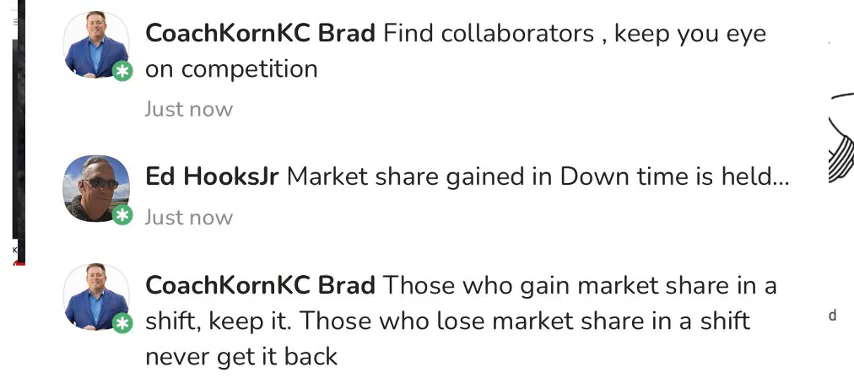 CoachKornKC Brad Find collaborators , keep you eye
on competition
Just now
Ed HooksJr Market share gained in Down time is held...
Just now
CoachKornKC Brad Those who gain market share in a
shift, keep it. Those who lose market share in a shift
never get it back
d